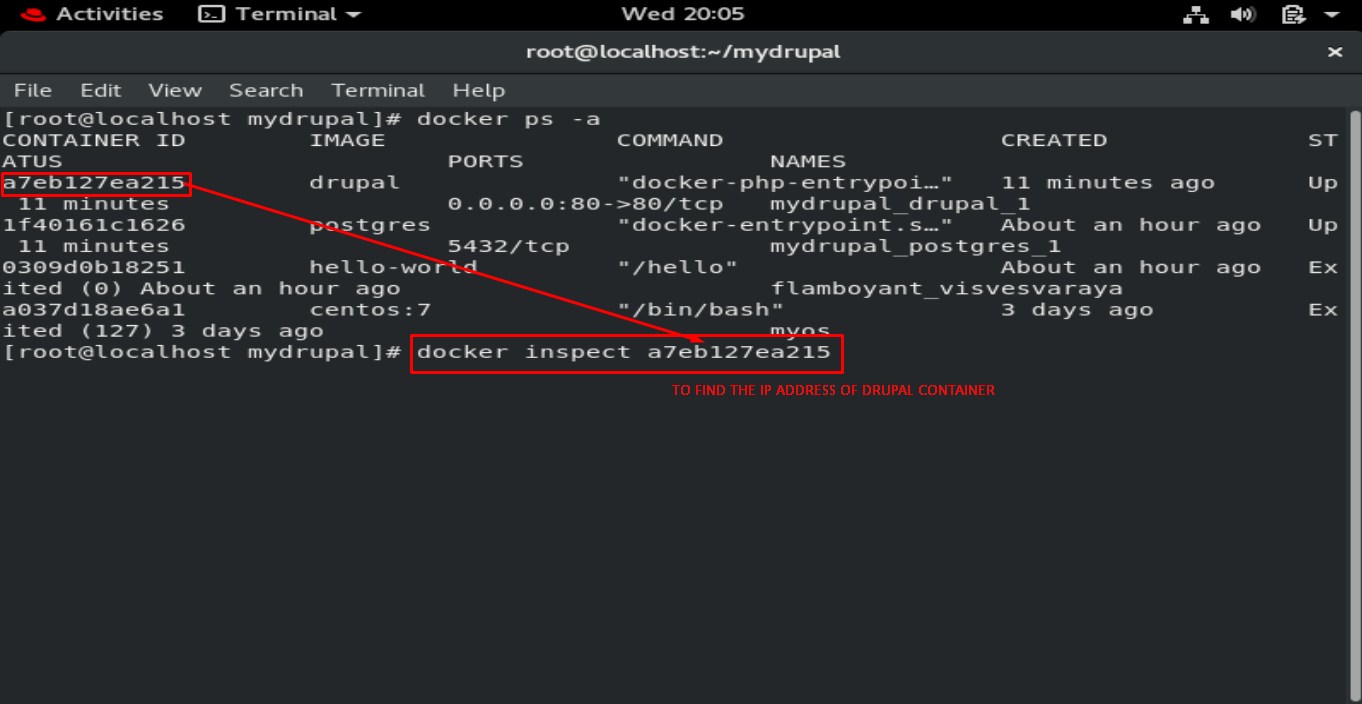 Activities Terminal Wed 20:05
root@localhost:~/mydrupal ×
File Edit View Search Terminal Help
[root@localhost mydrupal]# docker ps -a
CONTAINER ID IMAGE COMMAND CREATED ST
ATUS PORTS NAMES
a7eb127ea215 drupal "docker-php-entrypoi…" 11 minutes ago Up
11 minutes 0.0.0.0:80->80/tcp mydrupal_drupal_1
1f40161c1626 postgres "docker-entrypoint.s…" About an hour ago Up
11 minutes 5432/tcp mydrupal_postgres_1
0309d0b18251 hello-world "/hello" About an hour ago Ex
ited (0) About an hour ago flamboyant_visvesvaraya
a037d18ae6a1 centos:7 "/bin/bash" 3 days ago Ex
ited (127) 3 days ago myos
[root@localhost mydrupal]# docker inspect a7eb127ea215
TO FIND THE IP ADDRESS OF DRUPAL CONTAINER